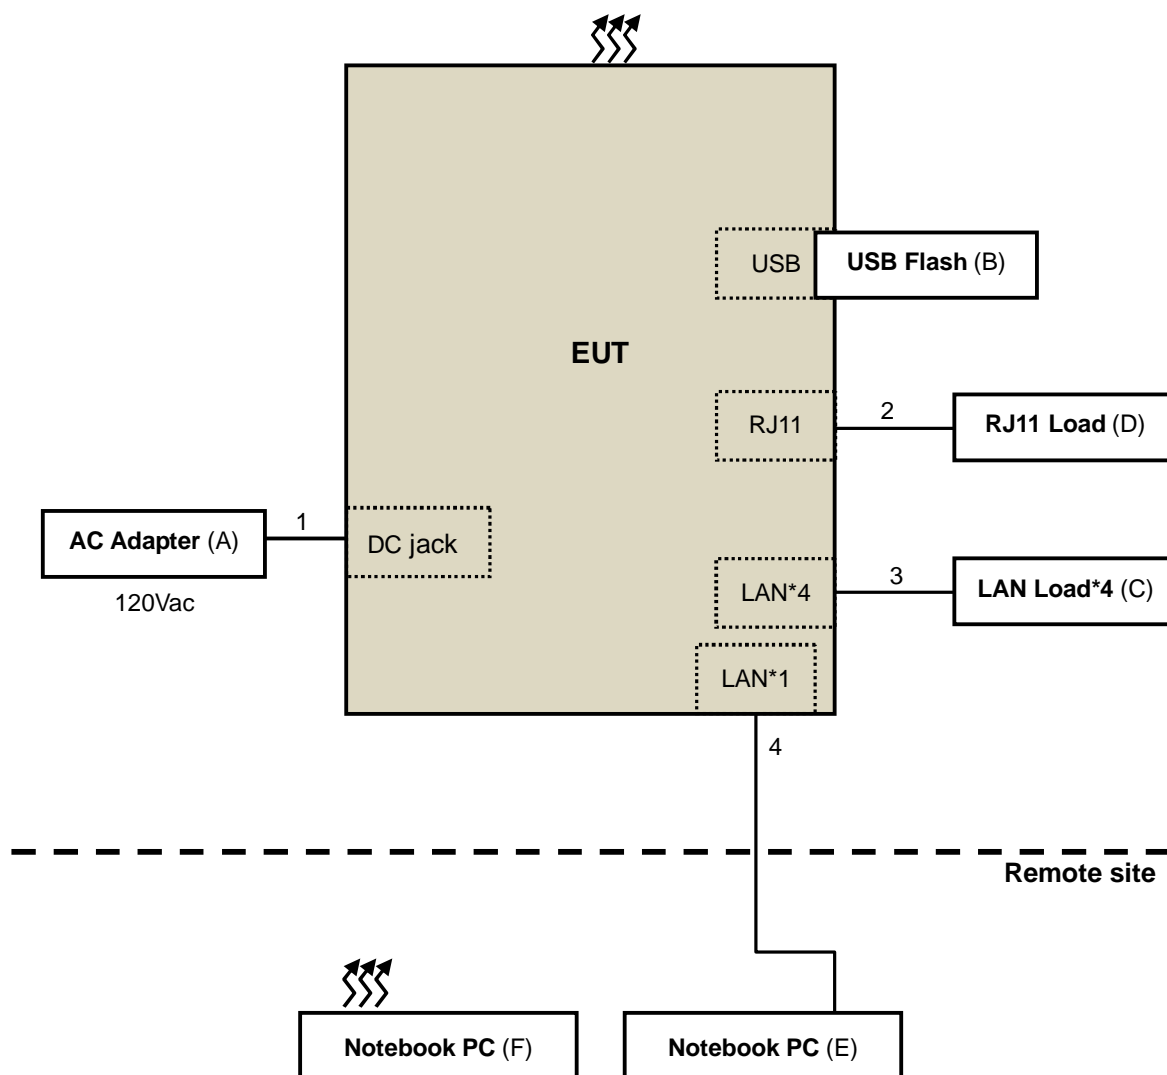 USB
USB Flash (B)
EUT
RJ11
2
RJ11 Load (D)
AC Adapter (A)
1
DC jack
120Vac
LAN*4
3
LAN Load*4 (C)
LAN*1
4
Remote site
Notebook PC (F)
Notebook PC (E)